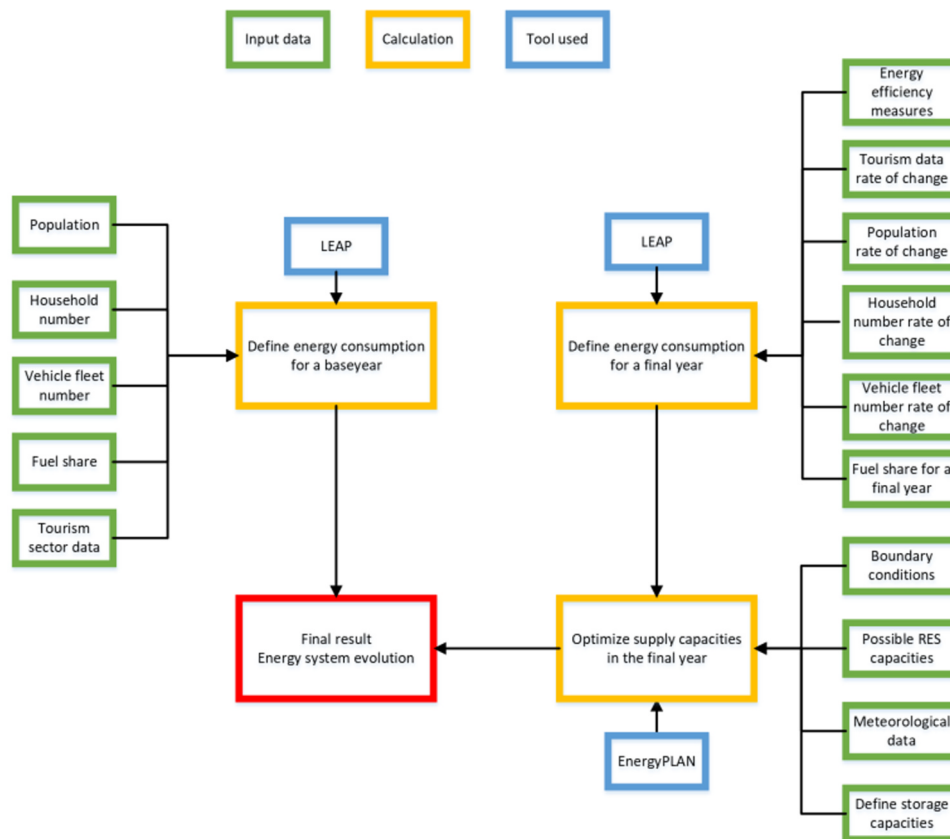 Input data
Calculation
Tool used
Energy
efficiency
measures
Tourism data
rate of change
Population
rate of change
Household
number rate of
change
Vehicle fleet
number rate of
change
Fuel share for a
final year
Population
Household
number
Vehicle fleet
number
Fuel share
Tourism
sector data
LEAP
LEAP
Define energy consumption
for a baseyear
Define energy consumption
for a final year
Final result
Energy system evolution
Optimize supply capacities
in the final year
EnergyPLAN
Boundary
conditions
Possible RES
capacities
Meteorological
data
Define storage
capacities